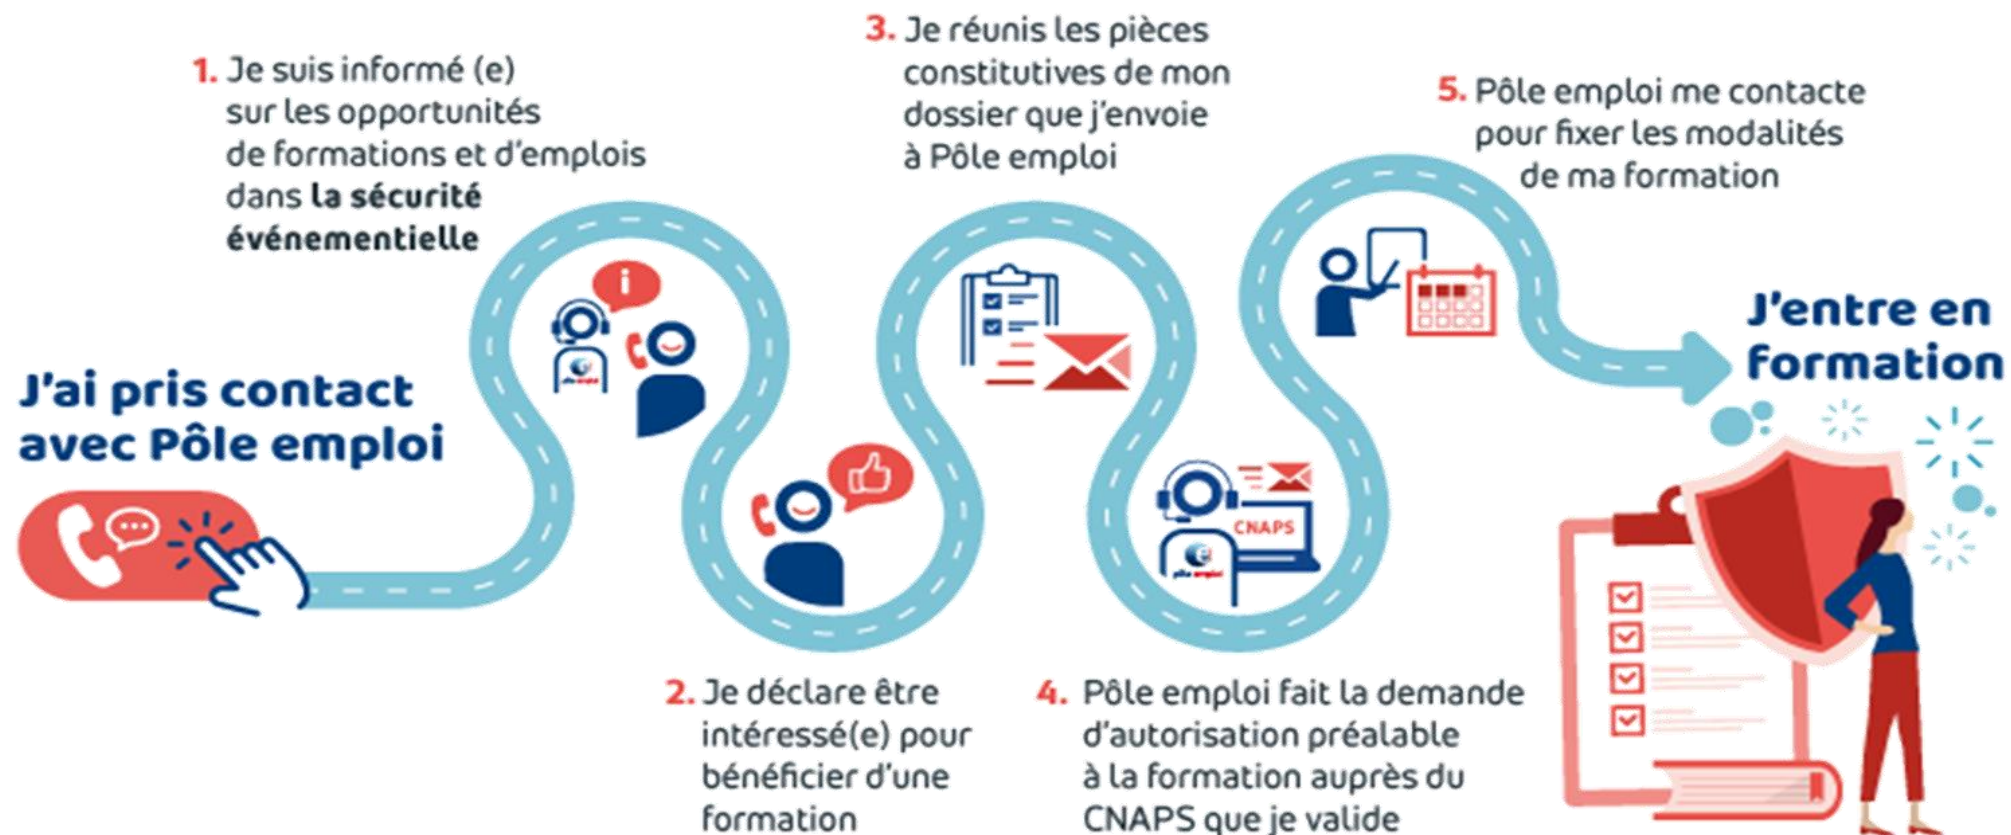 J'ai pris contact
avec Pôle emploi
1. Je suis informé (e)
sur les opportunités
de formations et d'emplois
dans la sécurité
événementielle
2. Je déclare être
intéressé(e) pour
bénéficier d'une
formation
3. Je réunis les pièces
constitutives de mon
dossier que j'envoie
à Pôle emploi
4. Pôle emploi fait la demande
d'autorisation préalable
à la formation auprès du
CNAPS que je valide
CNAPS
pôle emploi
5. Pôle emploi me contacte
pour fixer les modalités
de ma formation
J'entre en
formation